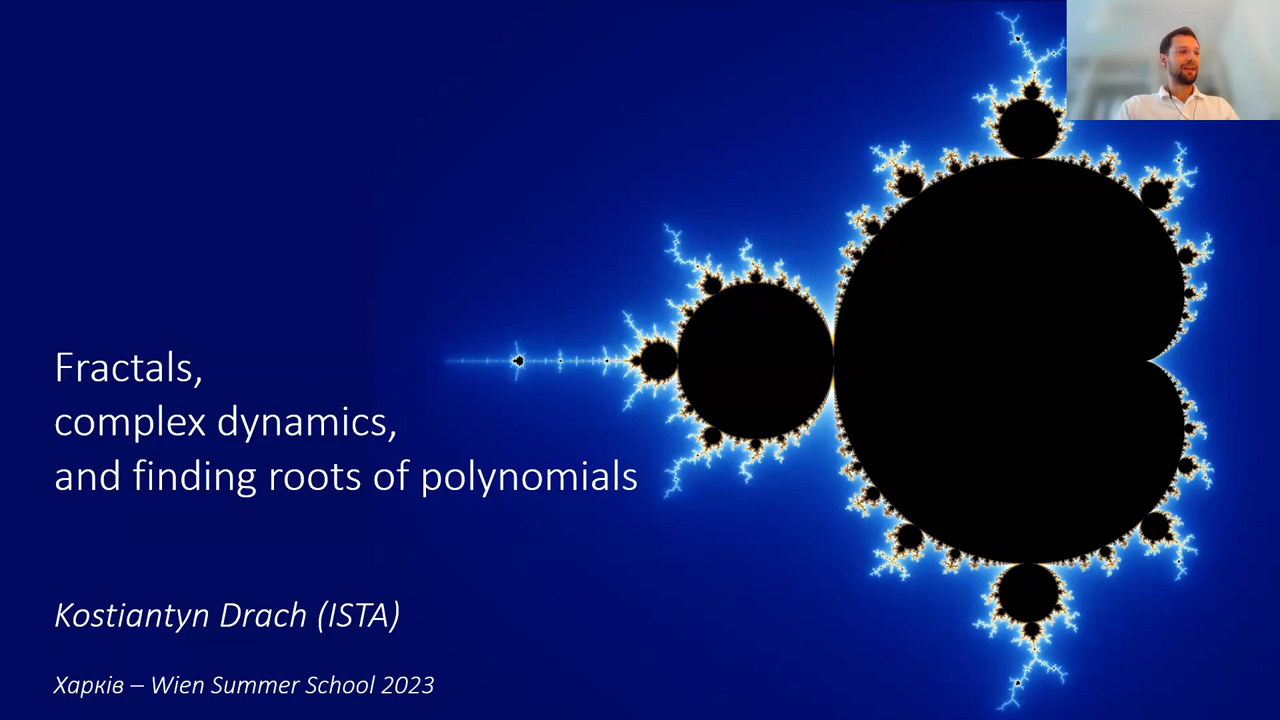 Fractals,
complex dynamics,
and finding roots of polynomials
Kostiantyn Drach (ISTA)
Харків – Wien Summer School 2023